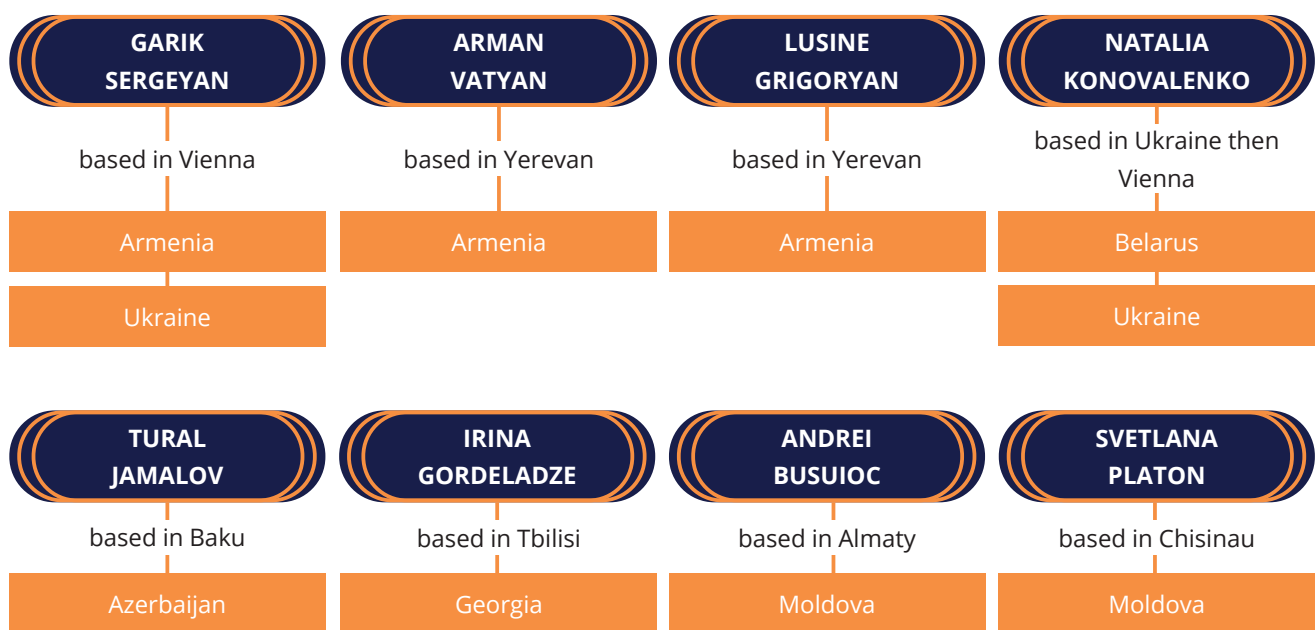 GARIK
SERGEYAN
based in Vienna
Armenia
Ukraine
ARMAN
VATYAN
based in Yerevan
Armenia
LUSINE
GRIGORYAN
based in Yerevan
Armenia
NATALIA
KONOVALENKO
based in Ukraine then
Vienna
Belarus
Ukraine
TURAL
JAMALOV
based in Baku
Azerbaijan
IRINA
GORDELADZE
based in Tbilisi
Georgia
ANDREI
BUSUIOC
based in Almaty
Moldova
SVETLANA
PLATON
based in Chisinau
Moldova